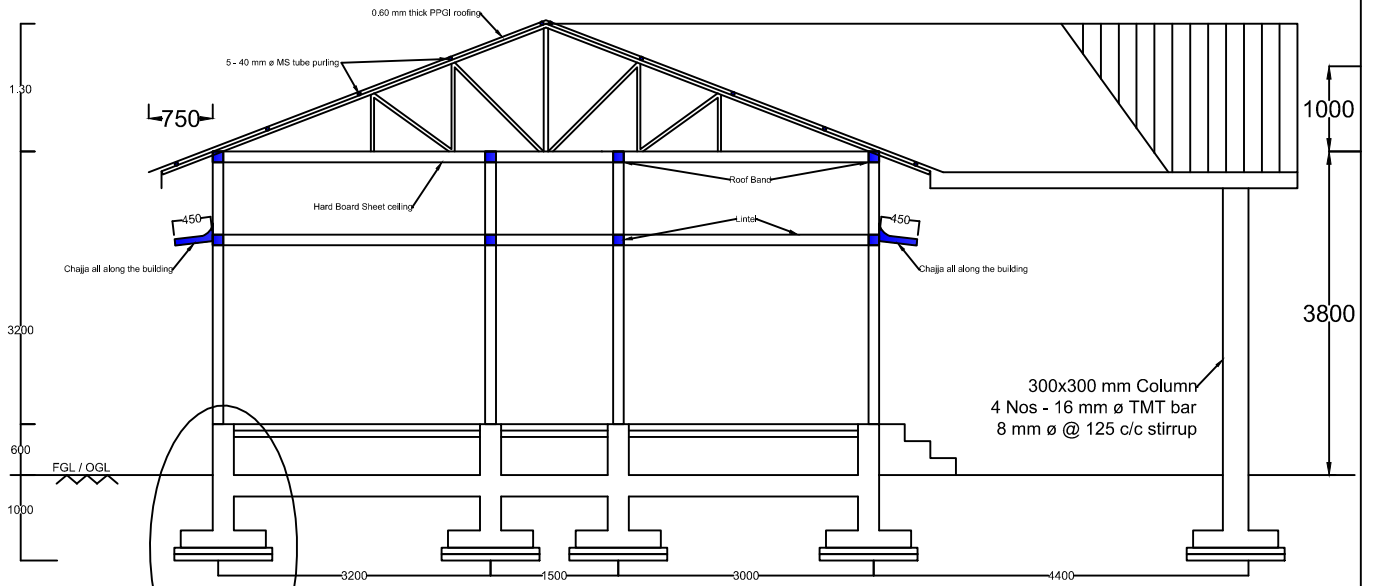 0.60 mm thick PPGI roofing
5 - 40 mm ø MS tube purling
1.30
750
1000
Roof Band
Hard Board Sheet ceiling
450
Lintel
450
Chajja all along the building
Chajja all along the building
3800
3200
300x300 mm Column
4 Nos - 16 mm ø TMT bar
8 mm ø @ 125 c/c stirrup
600
FGL / OGL
1000
3200
1500
3000
4400